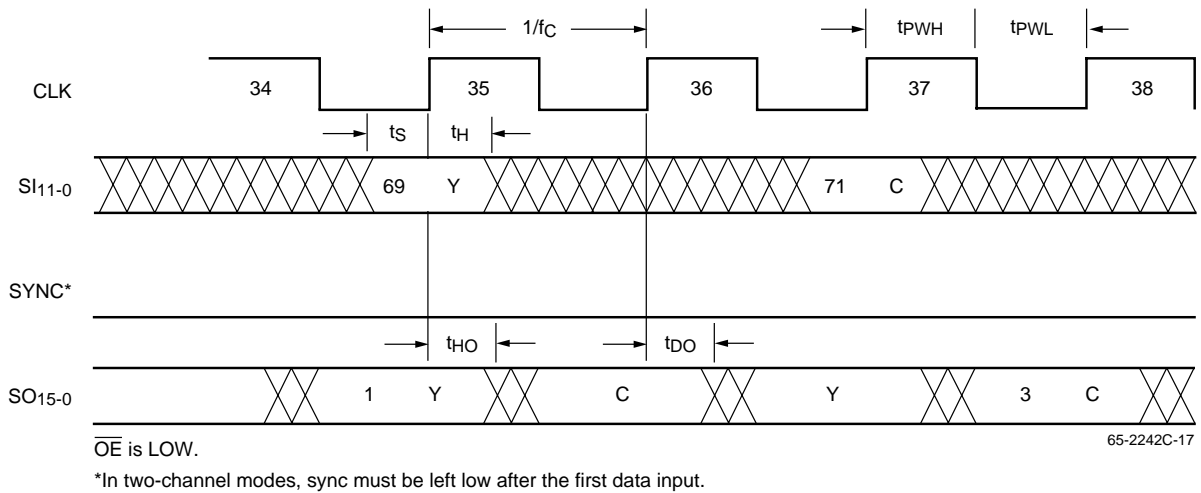 1/fC tPWH tPWL
CLK 34 35 36 37 38
tS tH
SI11-0 69 Y 71 C
SYNC*
tHO tDO
SO15-0 1 Y C Y 3 C
OE is LOW. 65-2242C-17
*In two-channel modes, sync must be left low after the first data input.